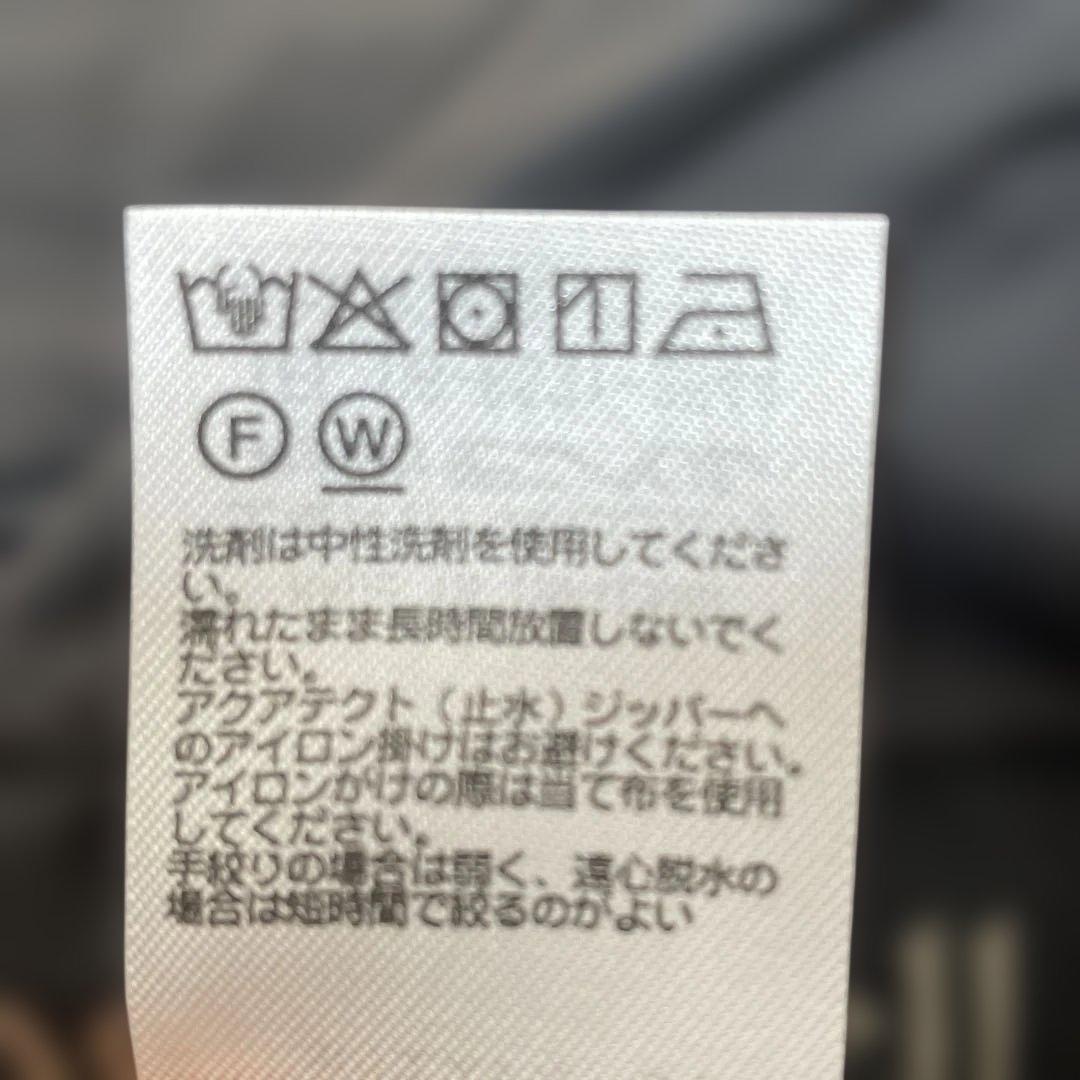 F W
洗剤は中性洗剤を使用してくださ
い。
濡れたまま長時間放置しないでく
ださい。
アクアテクト（止水）ジッパーへ
のアイロン掛けはお避けください。
アイロンがけの際は当て布を使用
してください。
手絞りの場合は弱く、遠心脱水の
場合は短時間で絞るのがよい